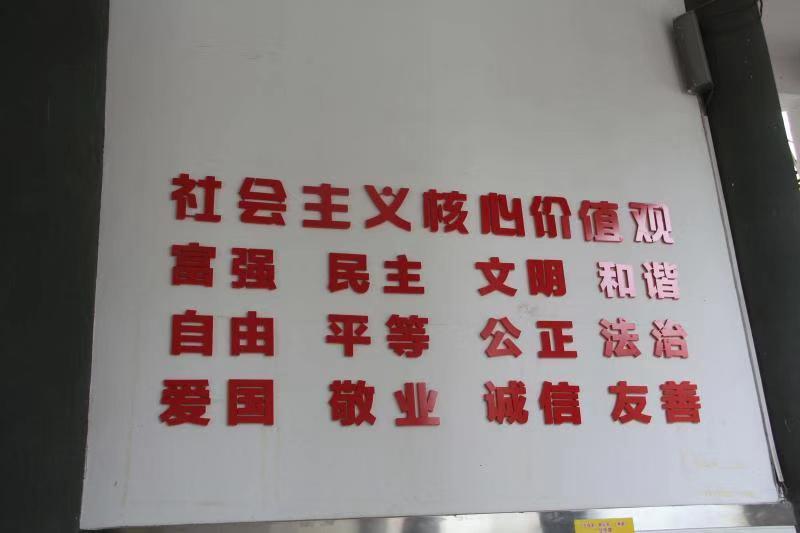 社会主义核心价值观
富强 民主 文明 和谐
自由 平等 公正 法治
爱国 敬业 诚信 友善